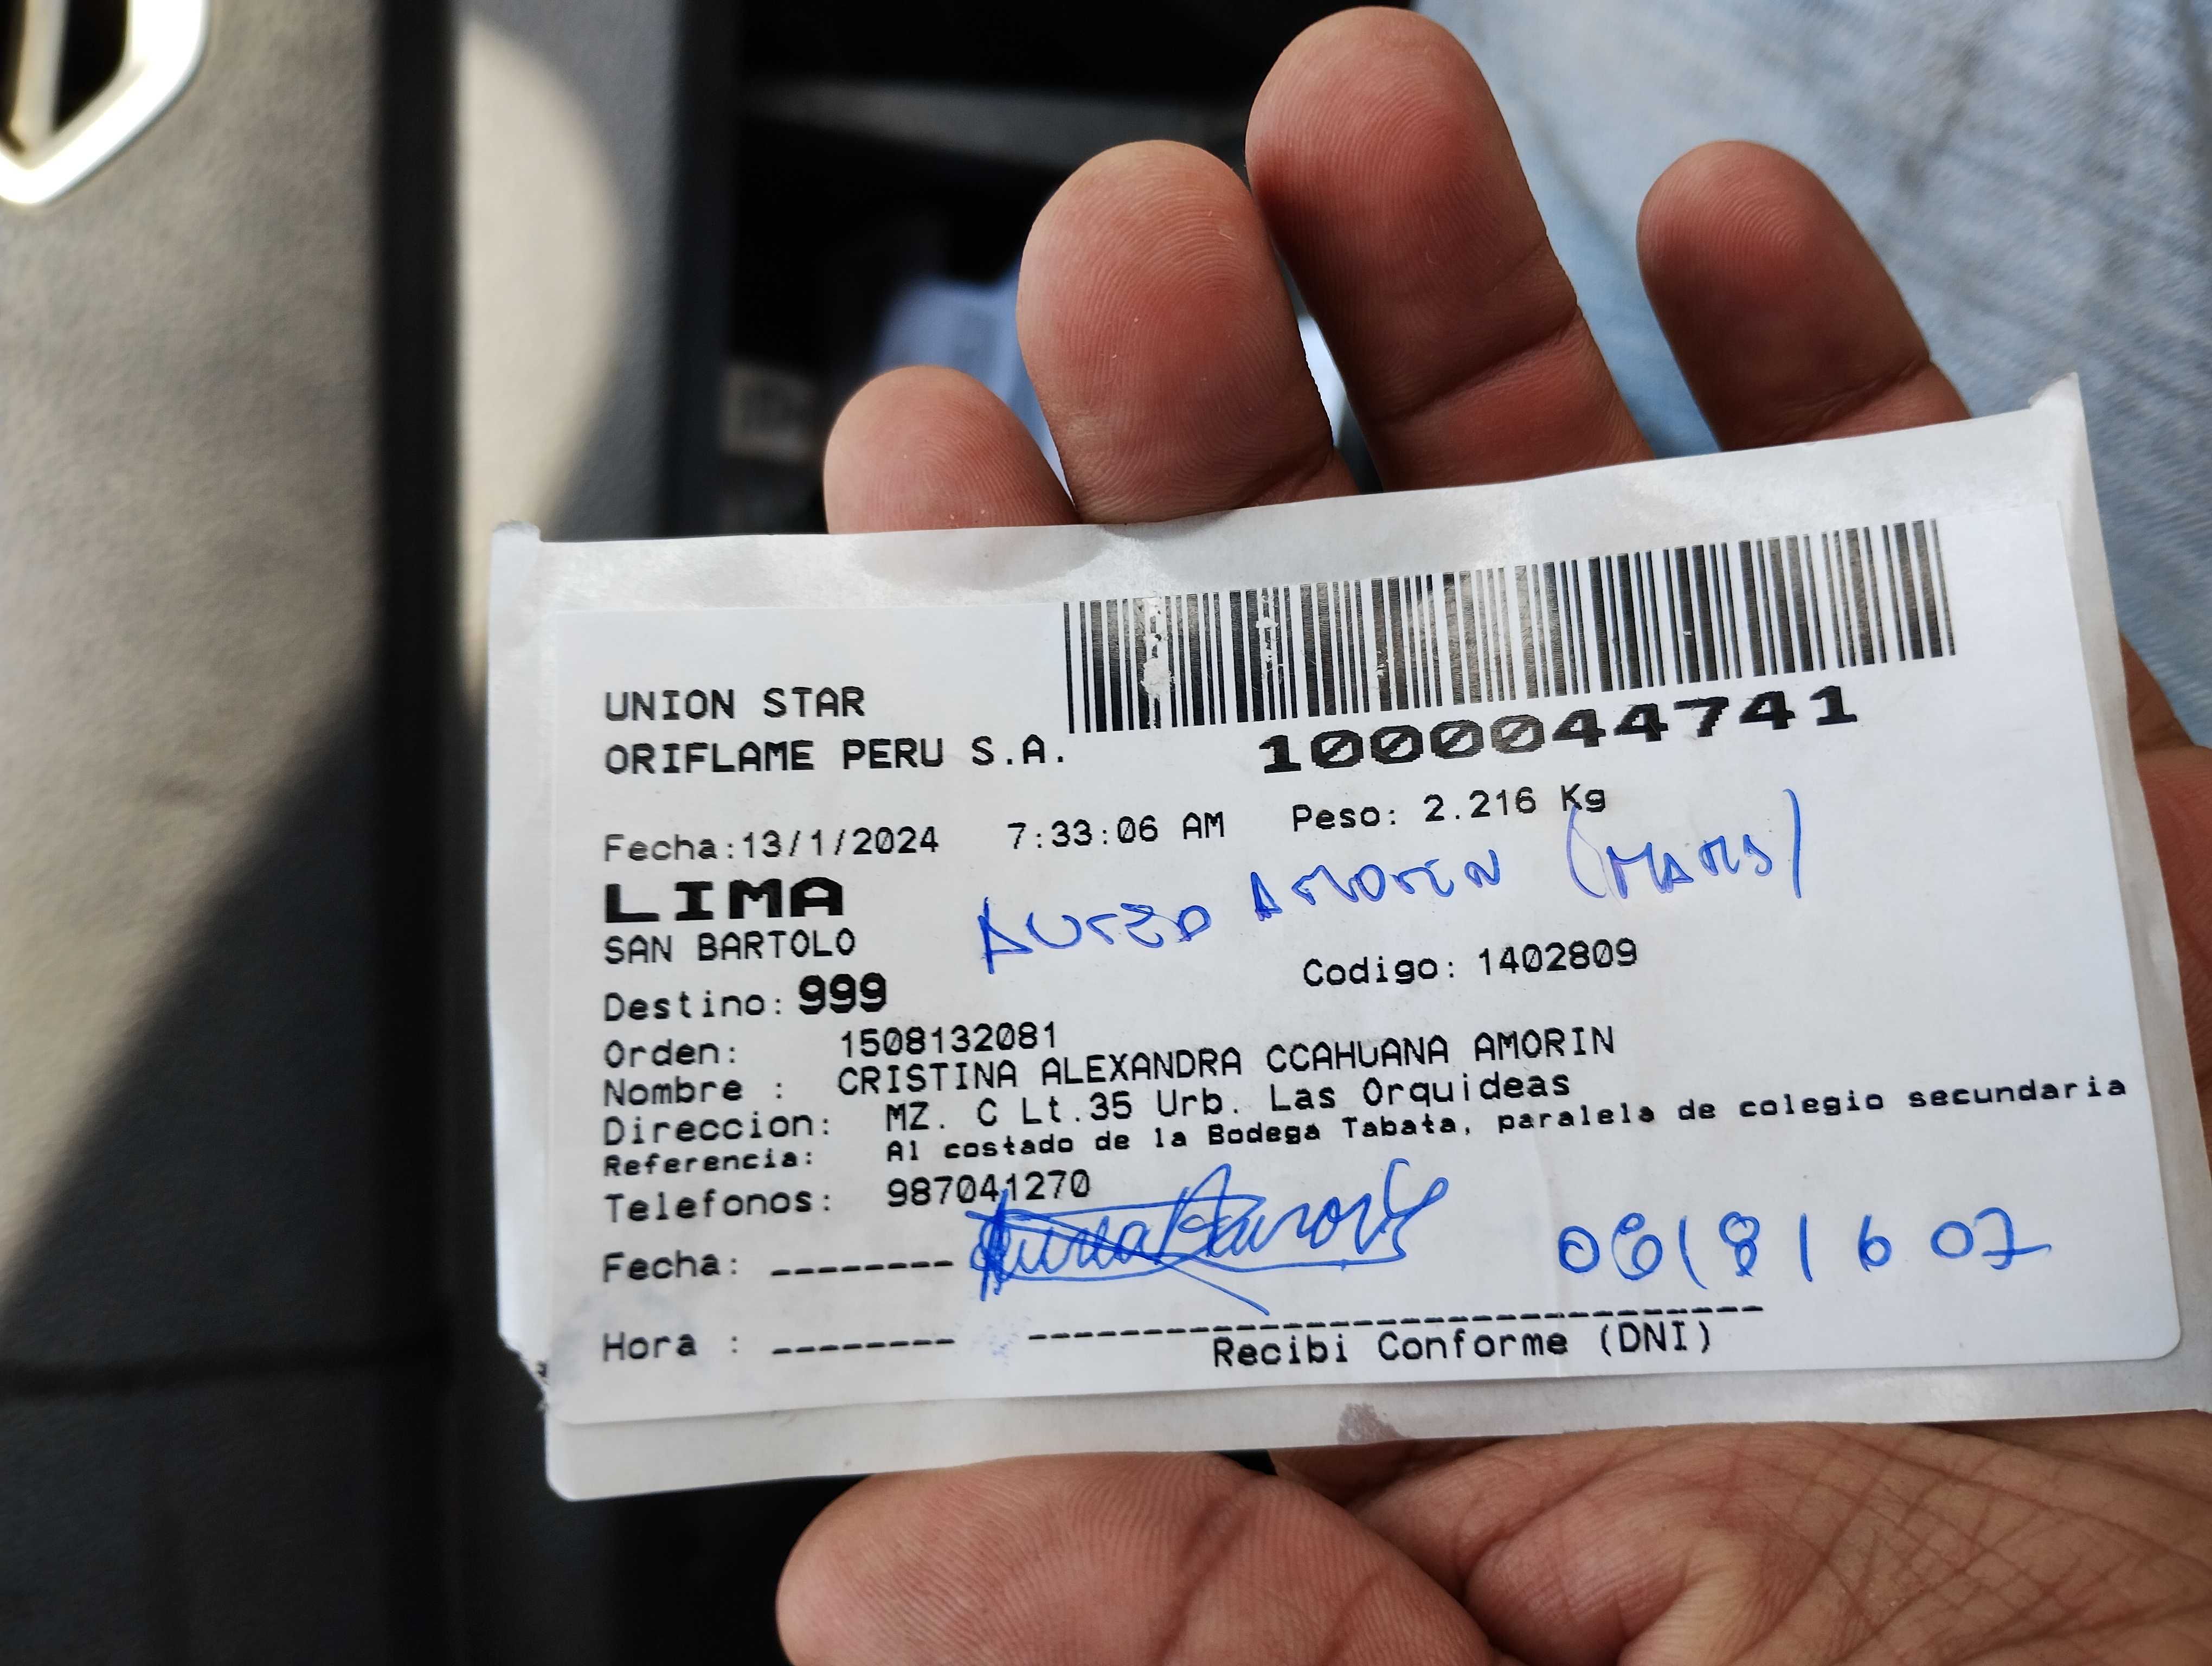 UNION STAR
ORIFLAME PERU S.A.
1000044741
Fecha:13/1/2024 7:33:06 AM Peso: 2.216 Kg
LIMA
SAN BARTOLO
AMORIN
Destino: 999
Codigo: 1402809
Orden: 1508132081
Nombre : CRISTINA ALEXANDRA CCAHUANA AMORIN
Direccion: MZ. C Lt.35 Urb. Las Orquideas
Referencia: Al costado de la Bodega Tabata, paralela de colegio secundaria
Telefonos: 987041270
Fecha: --------
Hora : --------
Recibi Conforme (DNI)